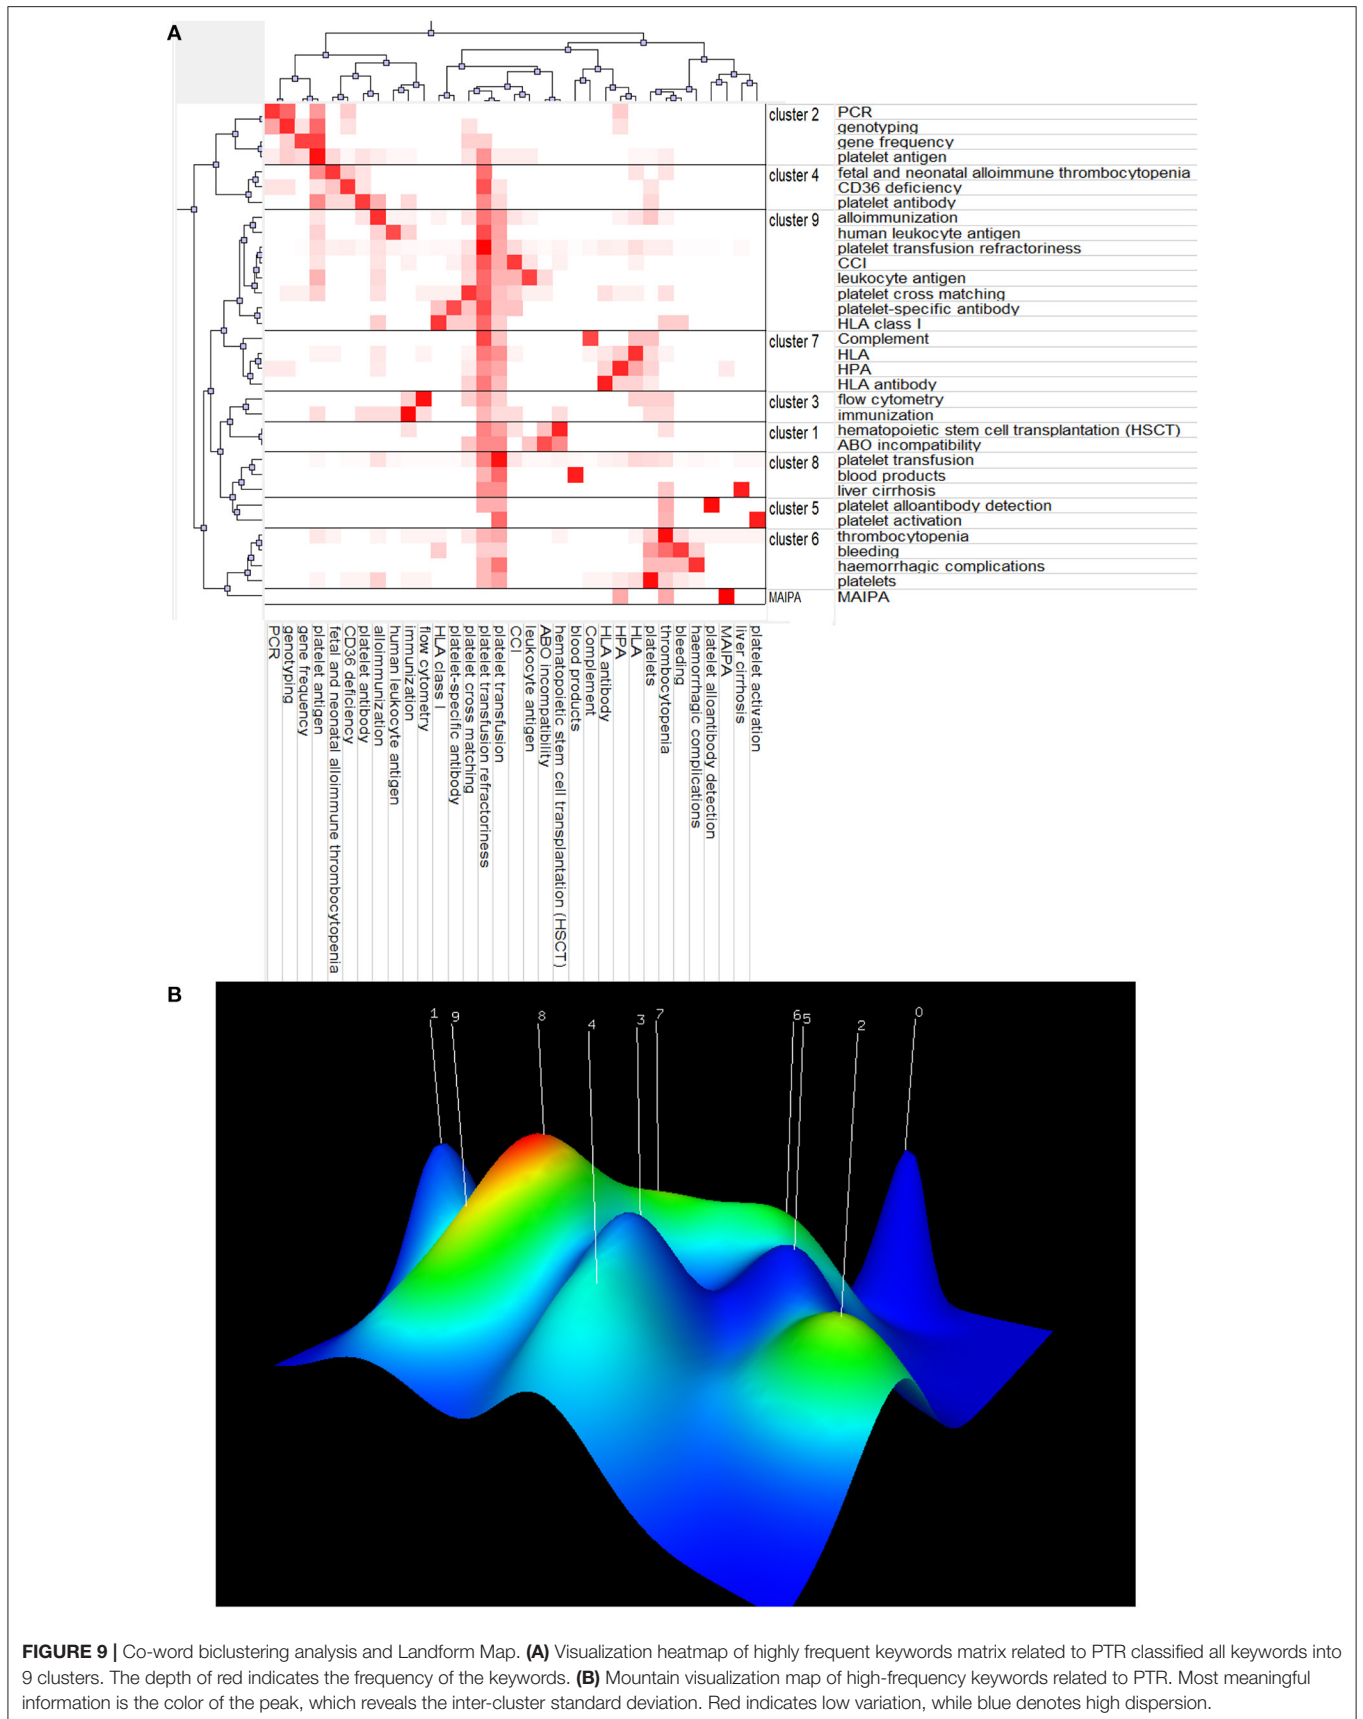 A
cluster 2
PCR
genotyping
gene frequency
platelet antigen
cluster 4
fetal and neonatal alloimmune thrombocytopenia
CD36 deficiency
platelet antibody
cluster 9
alloimmunization
human leukocyte antigen
platelet transfusion refractoriness
CCI
leukocyte antigen
platelet cross matching
platelet-specific antibody
HLA class I
cluster 7
Complement
HLA
HPA
HLA antibody
cluster 3
flow cytometry
immunization
cluster 1
hematopoietic stem cell transplantation (HSCT)
ABO incompatibility
cluster 8
platelet transfusion
blood products
liver cirrhosis
cluster 5
platelet alloantibody detection
platelet activation
cluster 6
thrombocytopenia
bleeding
haemorrhagic complications
platelets
MAIPA
MAIPA
PCR
genotyping
gene frequency
platelet antigen
fetal and neonatal alloimmune thrombocytopenia
CD36 deficiency
platelet antibody
alloimmunization
human leukocyte antigen
immunization
flow cytometry
HLA class I
platelet-specific antibody
platelet cross matching
platelet transfusion refractoriness
platelet transfusion
CCI
leukocyte antigen
ABO incompatibility
hematopoietic stem cell transplantation (HSCT)
blood products
Complement
HLA antibody
HPA
HLA
platelets
thrombocytopenia
bleeding
haemorrhagic complications
platelet alloantibody detection
MAIPA
liver cirrhosis
platelet activation
B
1 9 8 4 3 7 6 5 2 0
FIGURE 9 | Co-word biclustering analysis and Landform Map. (A) Visualization heatmap of highly frequent keywords matrix related to PTR classified all keywords into
9 clusters. The depth of red indicates the frequency of the keywords. (B) Mountain visualization map of high-frequency keywords related to PTR. Most meaningful
information is the color of the peak, which reveals the inter-cluster standard deviation. Red indicates low variation, while blue denotes high dispersion.